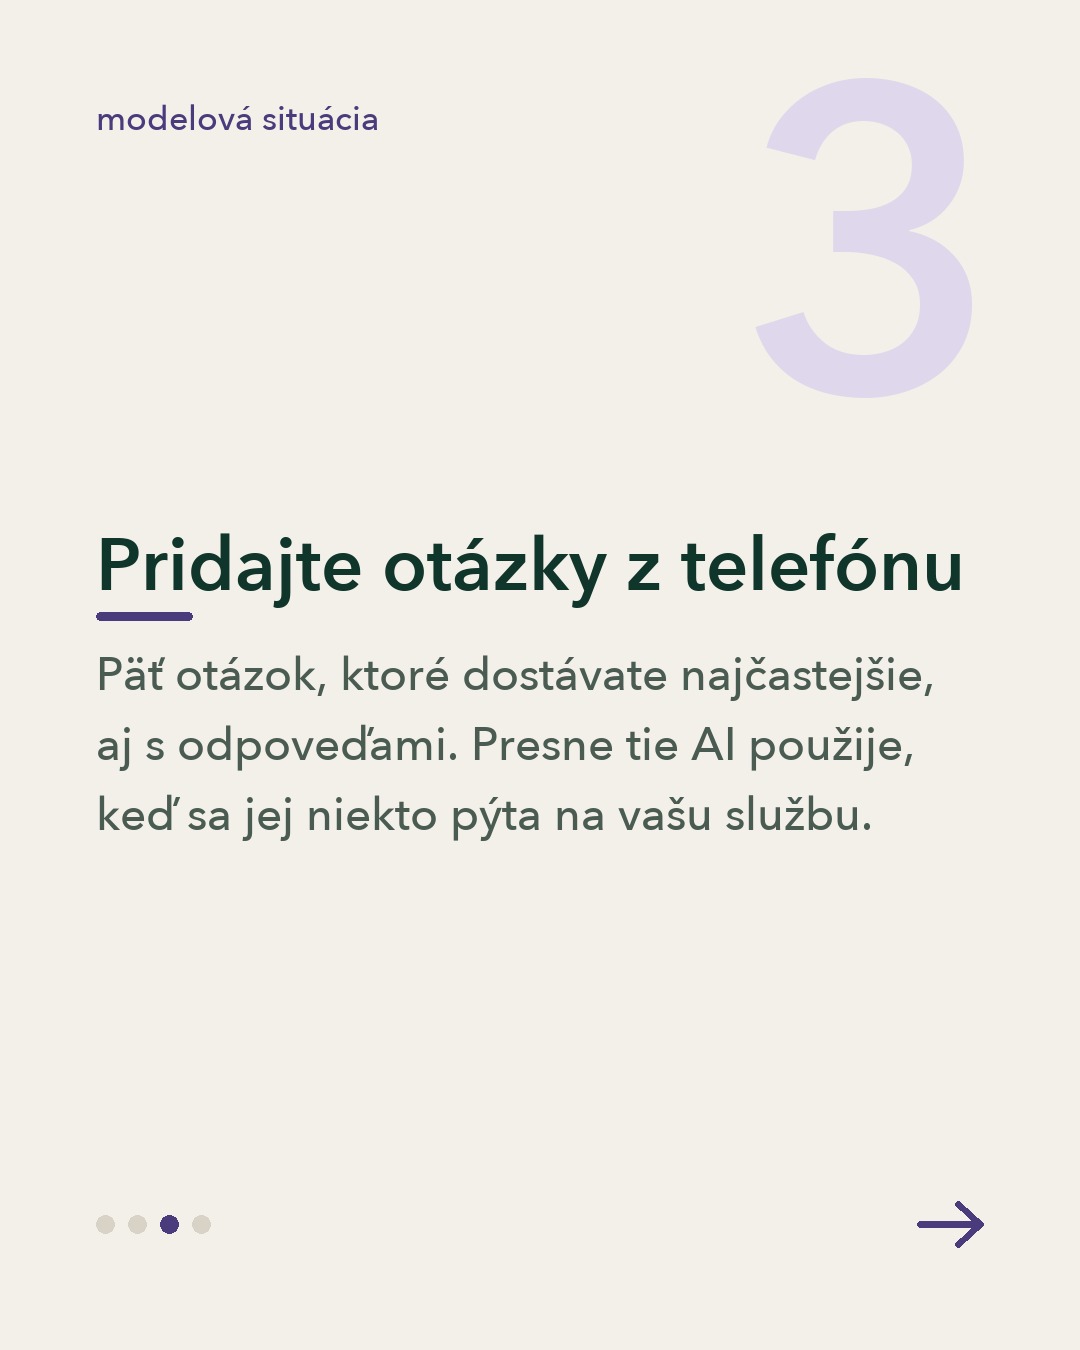 modelová situácia
3
Pridajte otázky z telefónu
Päť otázok, ktoré dostávate najčastejšie,
aj s odpoveďami. Presne tie AI použije,
keď sa jej niekto pýta na vašu službu.